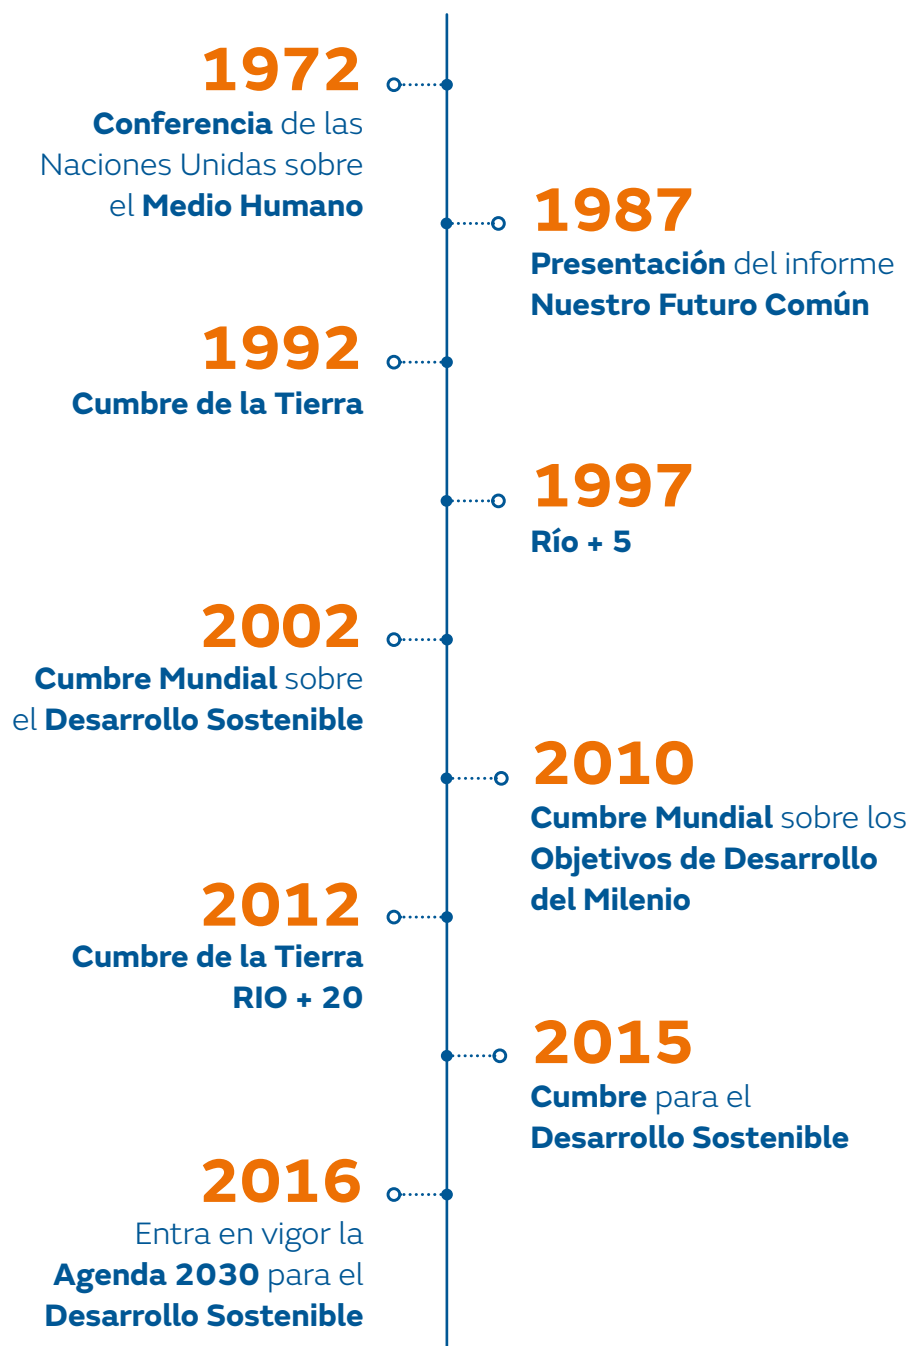 1972
Conferencia de las
Naciones Unidas sobre
el Medio Humano
1987
Presentación del informe
Nuestro Futuro Común
1992
Cumbre de la Tierra
1997
Río + 5
2002
Cumbre Mundial sobre
el Desarrollo Sostenible
2010
Cumbre Mundial sobre los
Objetivos de Desarrollo
del Milenio
2012
Cumbre de la Tierra
RIO + 20
2015
Cumbre para el
Desarrollo Sostenible
2016
Entra en vigor la
Agenda 2030 para el
Desarrollo Sostenible